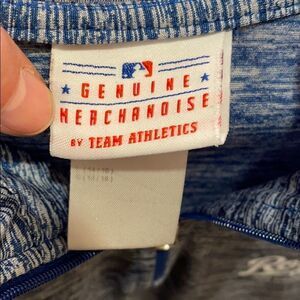 GENUINE
MERCHANDISE
BY TEAM ATHLETICS